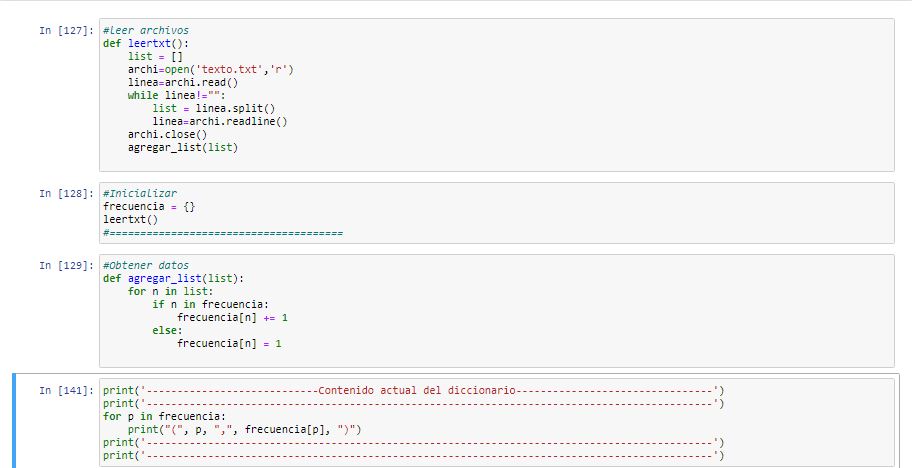 In [127]: #Leer archivos
def leertxt():
    list = []
    archi=open('texto.txt','r')
    linea=archi.read()
    while linea!="":
        list = linea.split()
        linea=archi.readline()
    archi.close()
    agregar_list(list)
In [128]: #Inicializar
frecuencia = {}
leertxt()
#======================================
In [129]: #Obtener datos
def agregar_list(list):
    for n in list:
        if n in frecuencia:
            frecuencia[n] += 1
        else:
            frecuencia[n] = 1
In [141]: print('----------------------------Contenido actual del diccionario--------------------------------')
print('--------------------------------------------------------------------------------------------')
for p in frecuencia:
    print("(", p, ",", frecuencia[p], ")")
print('--------------------------------------------------------------------------------------------')
print('--------------------------------------------------------------------------------------------')